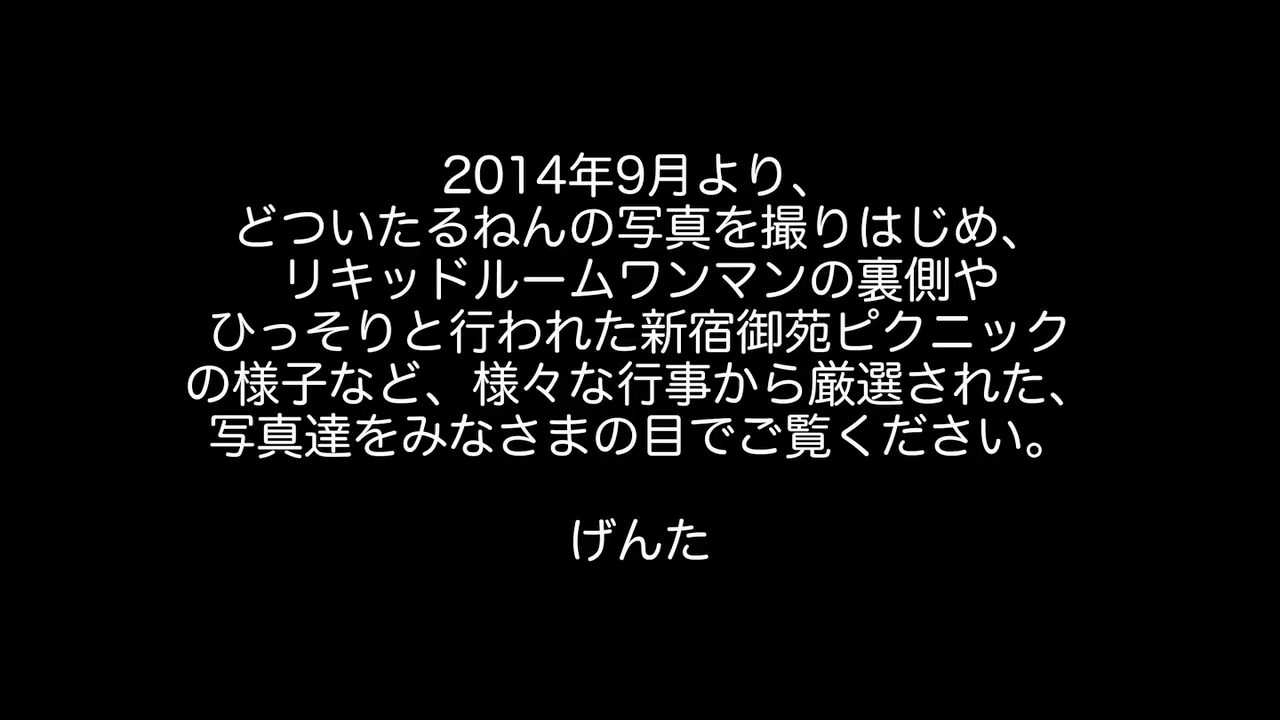 2014年9月より、
どついたるねんの写真を撮りはじめ、
リキッドルームワンマンの裏側や
ひっそりと行われた新宿御苑ピクニック
の様子など、様々な行事から厳選された、
写真達をみなさまの目でご覧ください。
げんた